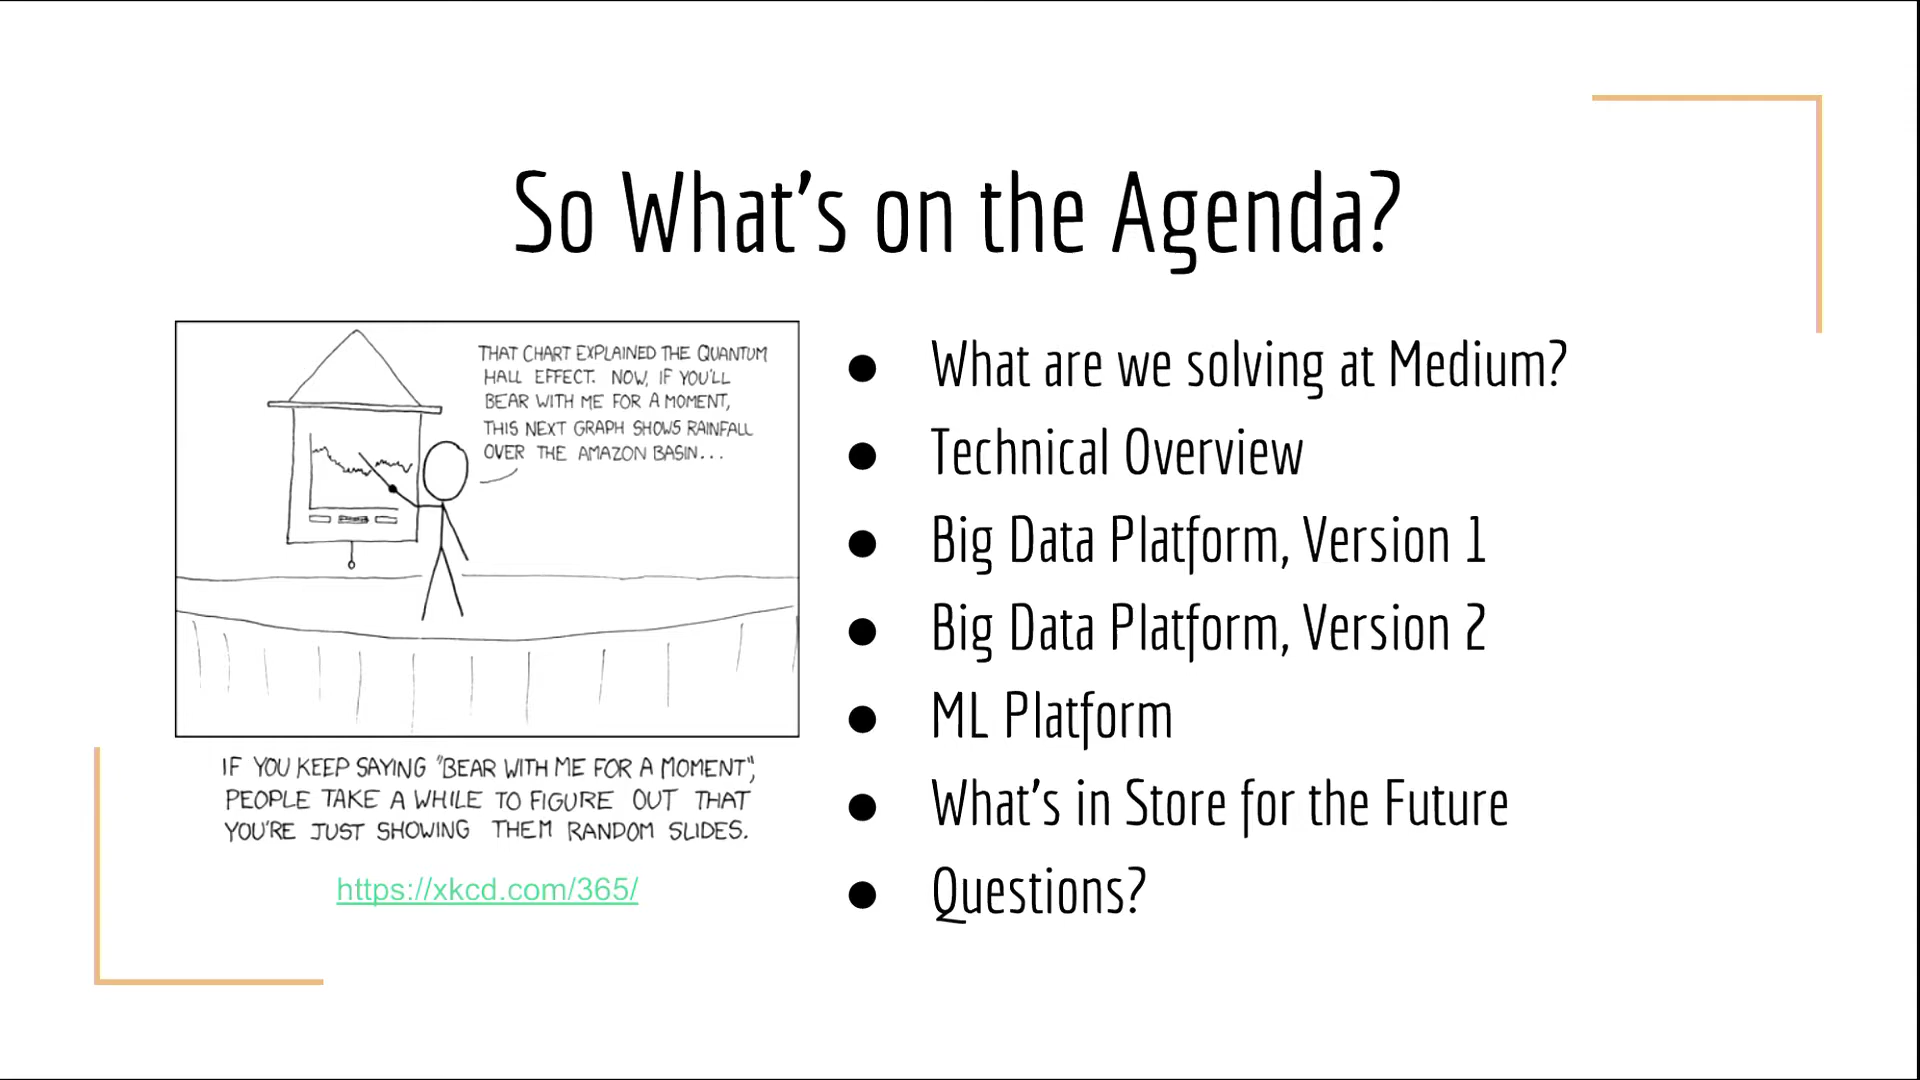 So What's on the Agenda?
THAT CHART EXPLAINED THE QUANTUM
HALL EFFECT. NOW, IF YOU'LL
BEAR WITH ME FOR A MOMENT,
THIS NEXT GRAPH SHOWS RAINFALL
OVER THE AMAZON BASIN...
IF YOU KEEP SAYING "BEAR WITH ME FOR A MOMENT",
PEOPLE TAKE A WHILE TO FIGURE OUT THAT
YOU'RE JUST SHOWING THEM RANDOM SLIDES.
https://xkcd.com/365/
● What are we solving at Medium?
● Technical Overview
● Big Data Platform, Version 1
● Big Data Platform, Version 2
● ML Platform
● What's in Store for the Future
● Questions?